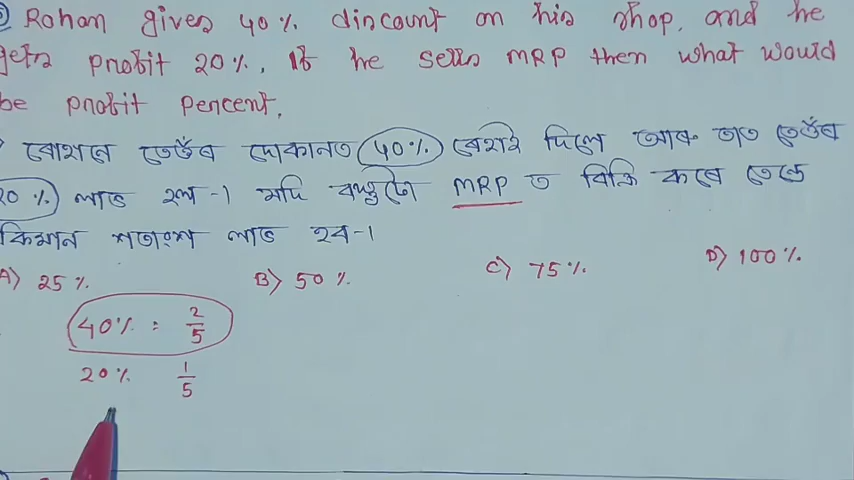 Rohan gives 40% discount on his shop, and he
gets profit 20%, If he sells MRP then what would
be profit percent.
ৰোহানে তেওঁৰ দোকানত 40% ৰেহাই দিলে আৰু তাত তেওঁৰ
20% লাভ হল। যদি বস্তুটো MRP ত বিক্ৰি কৰে তেন্তে
কিমান শতাংশ লাভ হব।
A) 25%. B) 50%. C) 75%. D) 100%.
40% = 2/5
20% 1/5